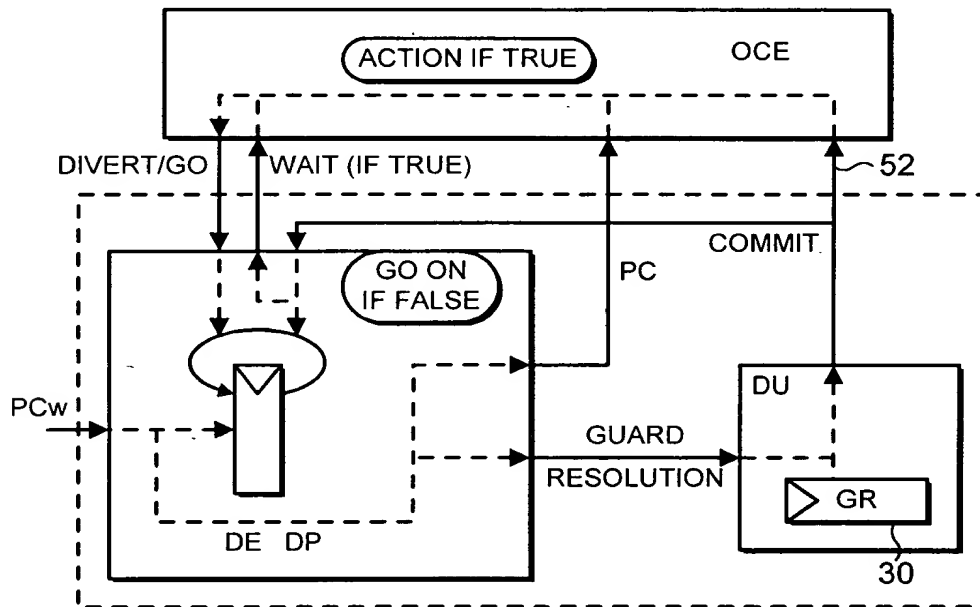 ACTION IF TRUE
OCE
DIVERT/GO
WAIT (IF TRUE)
52
COMMIT
GO ON
IF FALSE
PC
PCw
DU
GUARD
RESOLUTION
GR
DE DP
30